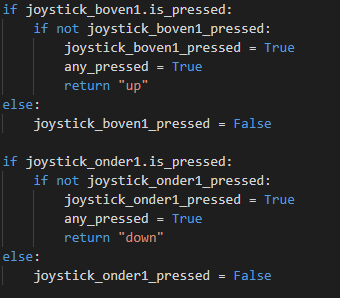 if joystick_boven1.is_pressed:
    if not joystick_boven1_pressed:
        joystick_boven1_pressed = True
        any_pressed = True
        return "up"
else:
    joystick_boven1_pressed = False

if joystick_onder1.is_pressed:
    if not joystick_onder1_pressed:
        joystick_onder1_pressed = True
        any_pressed = True
        return "down"
else:
    joystick_onder1_pressed = False